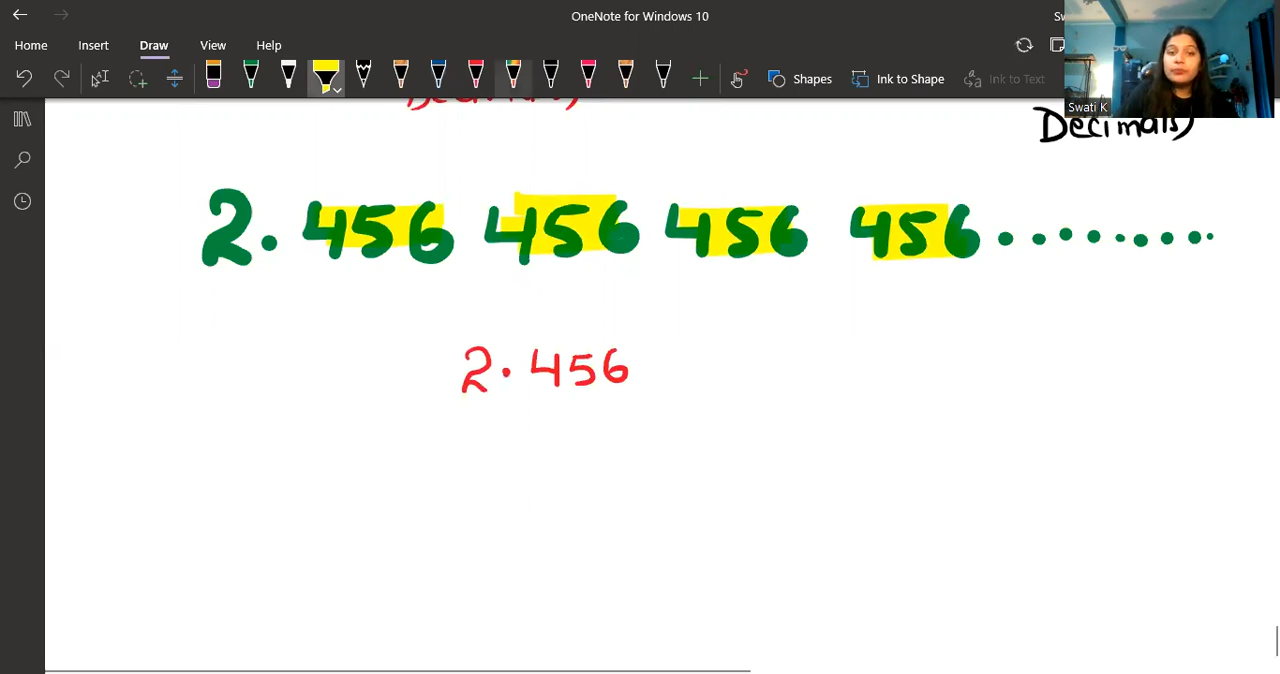 OneNote for Windows 10
Home Insert Draw View Help
Shapes Ink to Shape Ink to Text
Swati K
Decimals)
2. 456 456 456 456.........
2.456